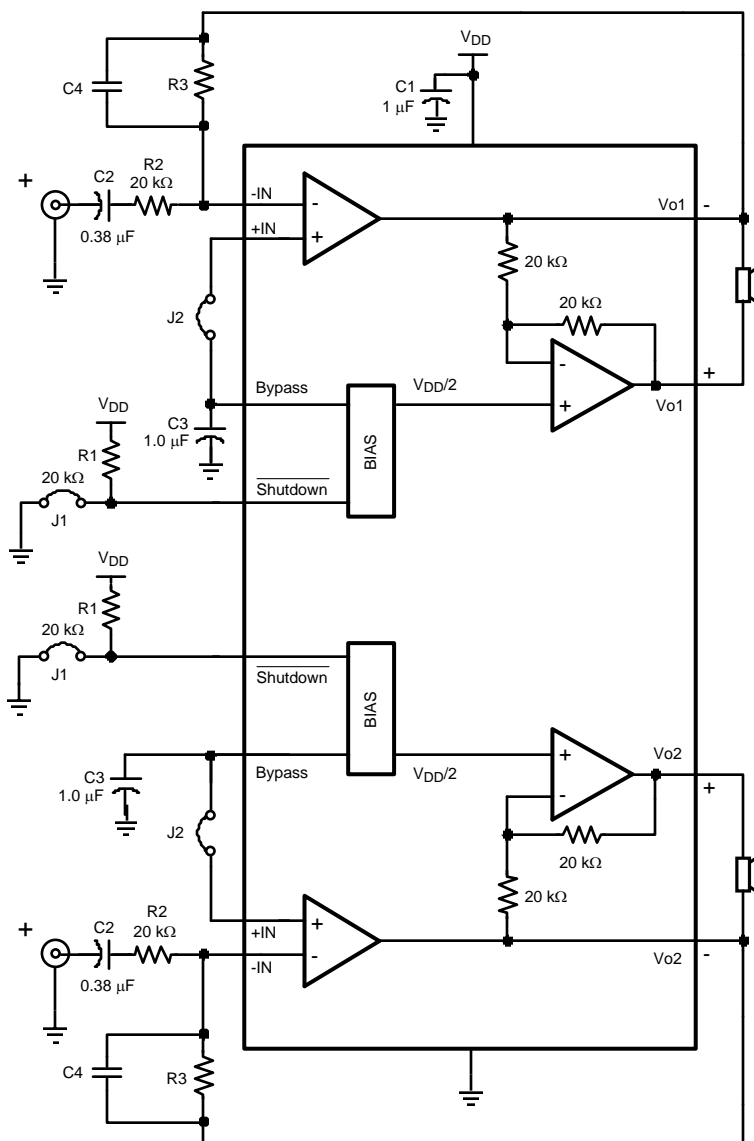 VDD
C1
1 μF
C4
R3
R2
20 kΩ
+
C2
0.38 μF
-IN
+IN
-
+
Vo1
-
20 kΩ
20 kΩ
J2
-
+
+
Vo1
Bypass
VDD/2
C3
1.0 μF
BIAS
VDD
R1
20 kΩ
J1
Shutdown
VDD
R1
20 kΩ
J1
Shutdown
BIAS
Bypass
VDD/2
C3
1.0 μF
+
-
Vo2
+
J2
20 kΩ
20 kΩ
R2
20 kΩ
+
C2
0.38 μF
+IN
-IN
+
-
Vo2
-
C4
R3